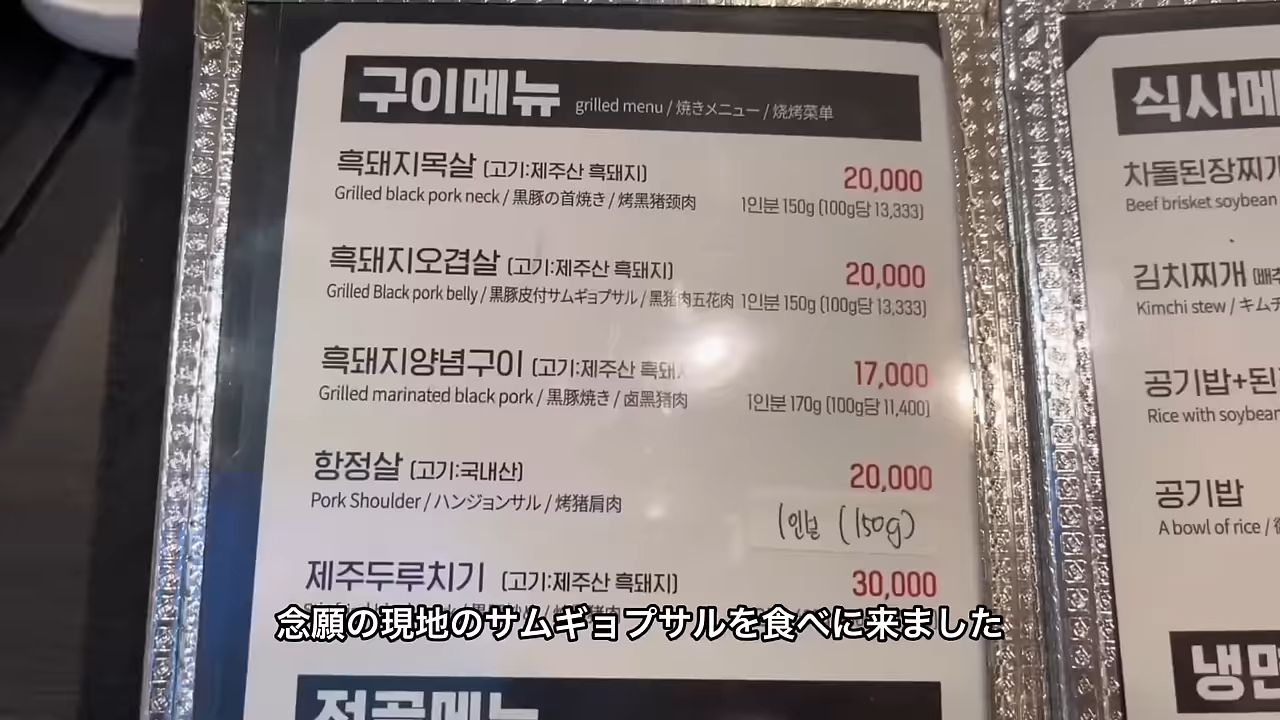 구이메뉴 grilled menu / 焼きメニュー / 烧烤菜单
흑돼지목살 (고기:제주산 흑돼지) 20,000
Grilled black pork neck / 黒豚の首焼き / 烤黑猪颈肉 1인분 150g (100g당 13,333)
흑돼지오겹살 (고기:제주산 흑돼지) 20,000
Grilled Black pork belly / 黒豚皮付サムギョプサル / 黑猪肉五花肉 1인분 150g (100g당 13,333)
흑돼지양념구이 (고기:제주산 흑돼 17,000
Grilled marinated black pork / 黒豚焼き / 卤黑猪肉 1인분 170g (100g당 11,400)
항정살 (고기:국내산) 20,000
Pork Shoulder / ハンジョンサル / 烤猪肩肉
1인분 (150g)
제주두루치기 (고기:제주산 흑돼지) 30,000
念願の現地のサムギョプサルを食べに来ました
전골메뉴
식사메
차돌된장찌개
Beef brisket soybean
김치찌개
Kimchi stew / キムチ
공기밥+된
Rice with soybean
공기밥
A bowl of rice /
냉면